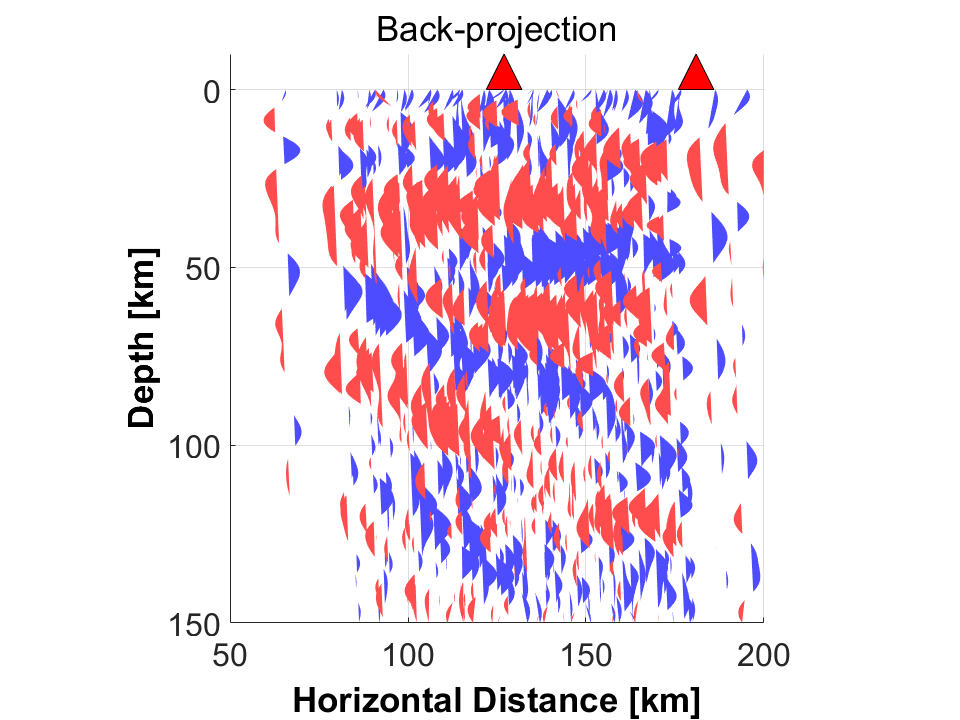 Back-projection
0
50
100
150
Depth [km]
50 100 150 200
Horizontal Distance [km]